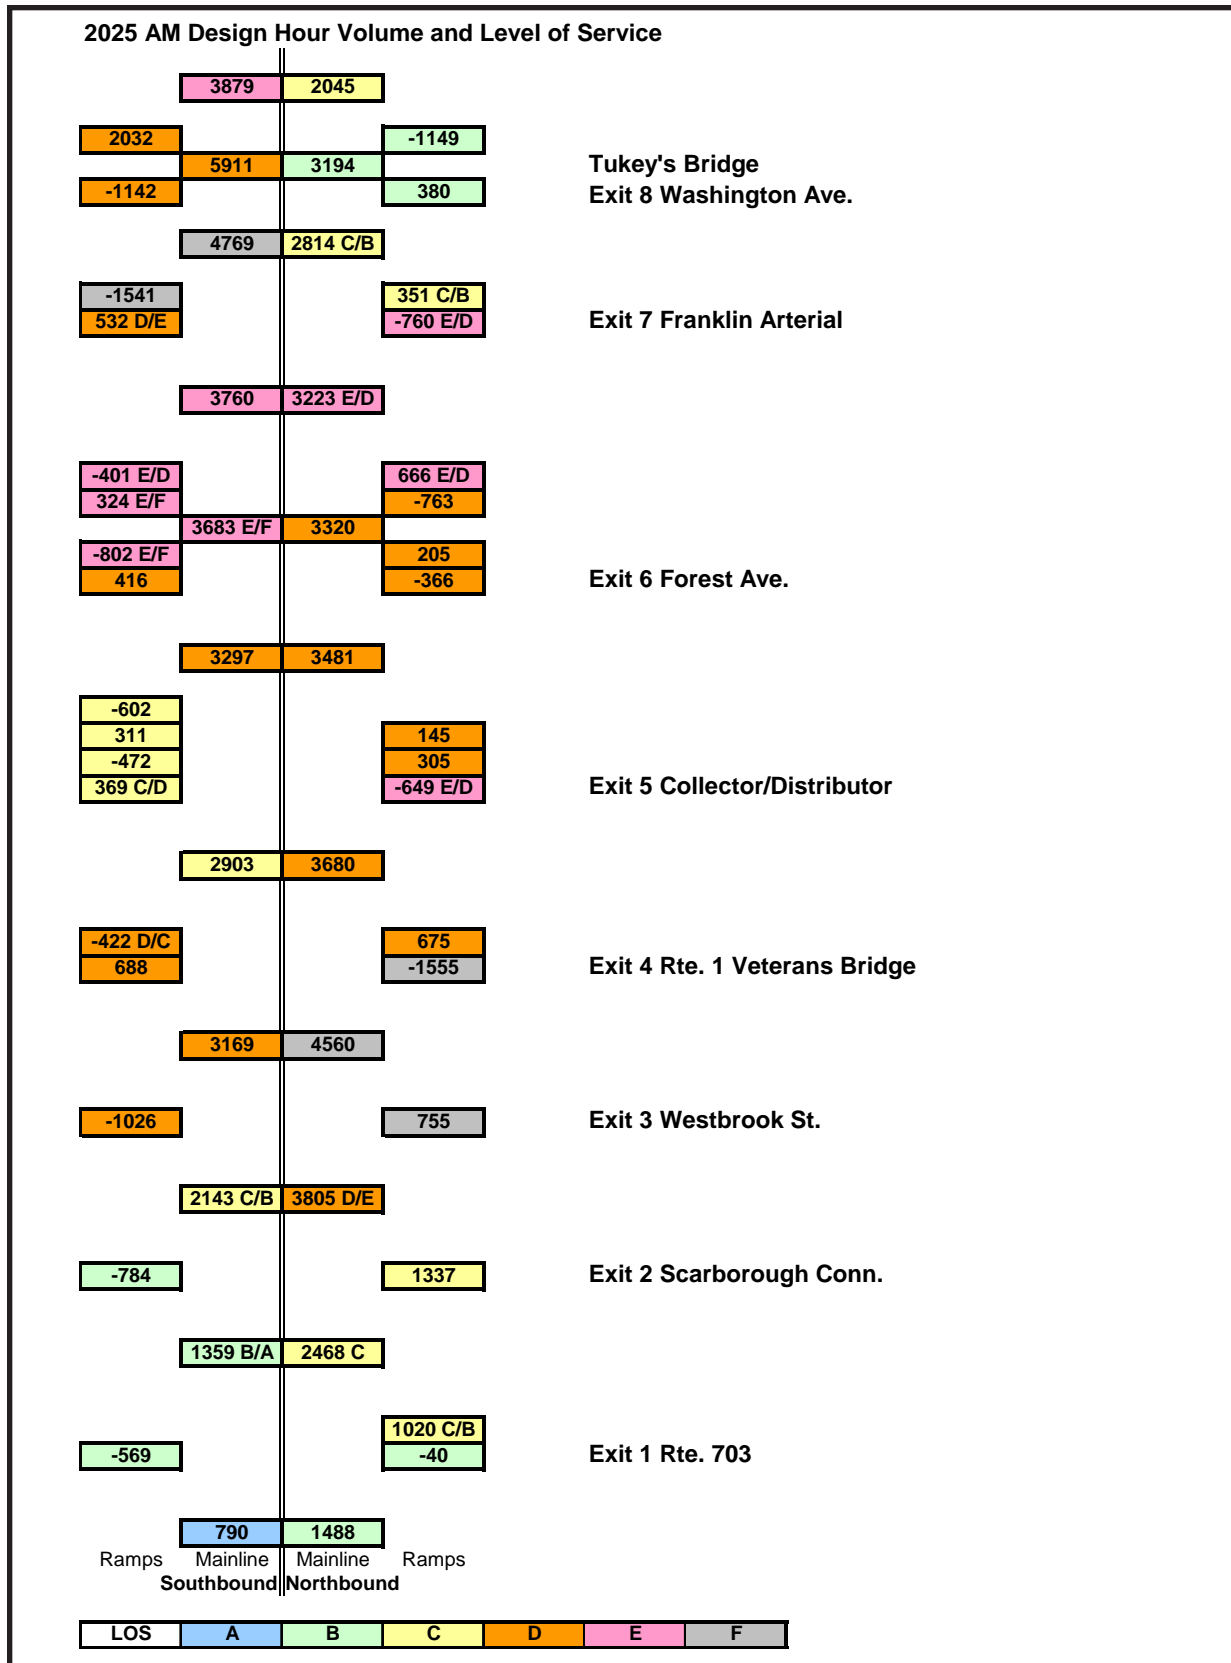 2025 AM Design Hour Volume and Level of Service
3879 2045
2032 -1149
5911 3194 Tukey's Bridge
-1142 380 Exit 8 Washington Ave.
4769 2814 C/B
-1541 351 C/B
532 D/E -760 E/D Exit 7 Franklin Arterial
3760 3223 E/D
-401 E/D 666 E/D
324 E/F -763
3683 E/F 3320
-802 E/F 205
416 -366 Exit 6 Forest Ave.
3297 3481
-602
311 145
-472 305
369 C/D -649 E/D Exit 5 Collector/Distributor
2903 3680
-422 D/C 675
688 -1555 Exit 4 Rte. 1 Veterans Bridge
3169 4560
-1026 755 Exit 3 Westbrook St.
2143 C/B 3805 D/E
-784 1337 Exit 2 Scarborough Conn.
1359 B/A 2468 C
1020 C/B
-569 -40 Exit 1 Rte. 703
790 1488
Ramps Mainline Mainline Ramps
Southbound Northbound
LOS A B C D E F